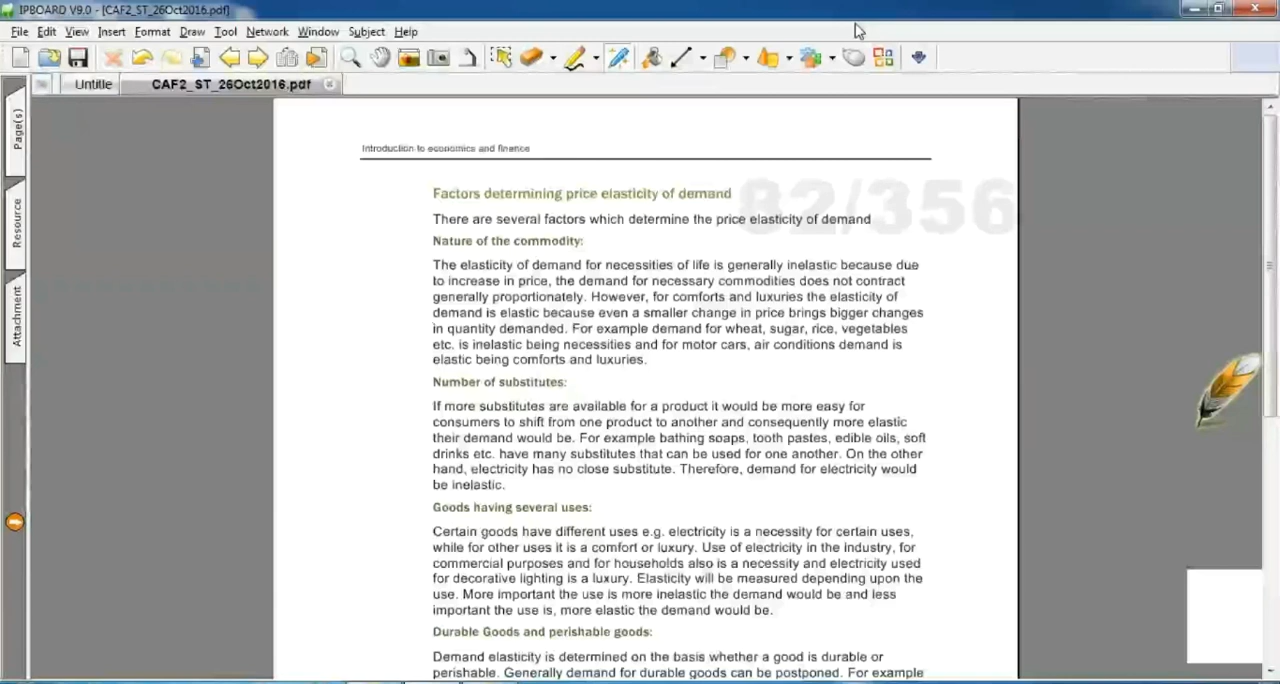 IPBOARD V9.0 - [CAF2_ST_26Oct2016.pdf]
File Edit View Insert Format Draw Tool Network Window Subject Help
Untitle CAF2_ST_26Oct2016.pdf
Page(s)
Resource
Attachment
Introduction to economics and finance
82/356
Factors determining price elasticity of demand
There are several factors which determine the price elasticity of demand
Nature of the commodity:
The elasticity of demand for necessities of life is generally inelastic because due
to increase in price, the demand for necessary commodities does not contract
generally proportionately. However, for comforts and luxuries the elasticity of
demand is elastic because even a smaller change in price brings bigger changes
in quantity demanded. For example demand for wheat, sugar, rice, vegetables
etc. is inelastic being necessities and for motor cars, air conditions demand is
elastic being comforts and luxuries.
Number of substitutes:
If more substitutes are available for a product it would be more easy for
consumers to shift from one product to another and consequently more elastic
their demand would be. For example bathing soaps, tooth pastes, edible oils, soft
drinks etc. have many substitutes that can be used for one another. On the other
hand, electricity has no close substitute. Therefore, demand for electricity would
be inelastic.
Goods having several uses:
Certain goods have different uses e.g. electricity is a necessity for certain uses,
while for other uses it is a comfort or luxury. Use of electricity in the industry, for
commercial purposes and for households also is a necessity and electricity used
for decorative lighting is a luxury. Elasticity will be measured depending upon the
use. More important the use is more inelastic the demand would be and less
important the use is, more elastic the demand would be.
Durable Goods and perishable goods:
Demand elasticity is determined on the basis whether a good is durable or
perishable. Generally demand for durable goods can be postponed. For example